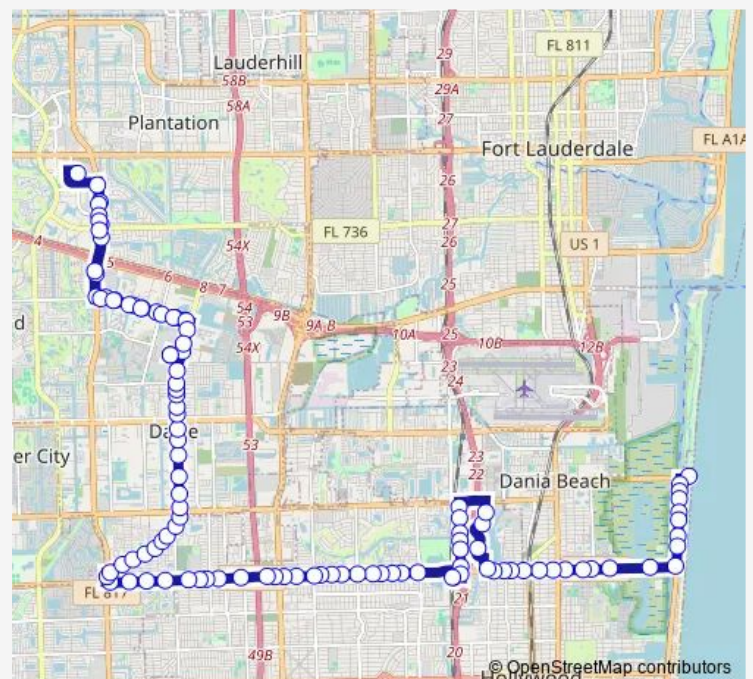 29
FL 811
Lauderhill
58B
29A
58A
27
Plantation
FL A1A
Fort Lauderdale
26
FL 736
27
26
54X
US 1
4
5
6
8
7
25
54
53
9B
9A-B
10A
25
10B
12B
54X
23
24
53
23
22
Dania Beach
er City
FL 817
21
49B
20
Hollywood
© OpenStreetMap contributors